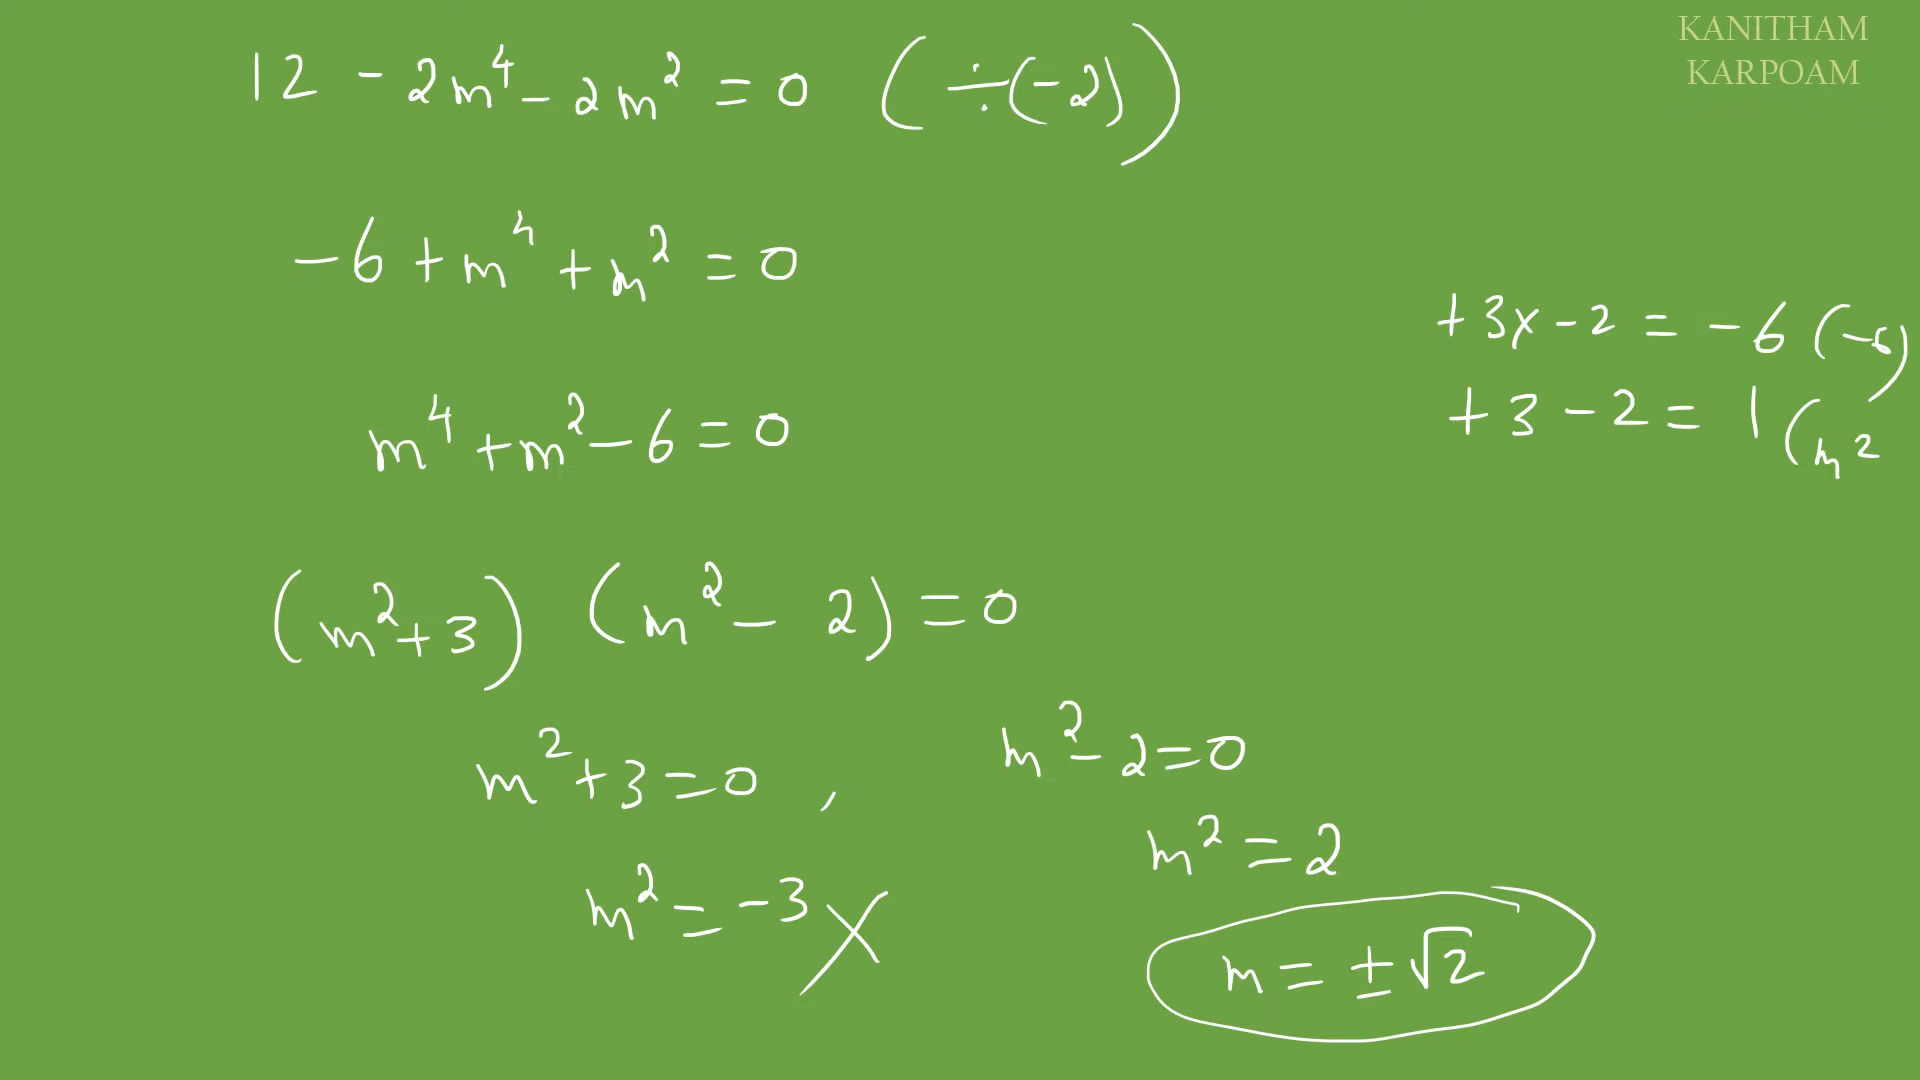 KANITHAM
KARPOAM
12 - 2m⁴ - 2m² = 0 (÷(-2))
-6 + m⁴ + m² = 0
+3x-2 = -6 (-6)
m⁴ + m² - 6 = 0
+3 - 2 = 1 (m²
(m²+3) (m² - 2) = 0
m² + 3 = 0 , m² - 2 = 0
m² = 2
m² = -3 X
m = ±√2